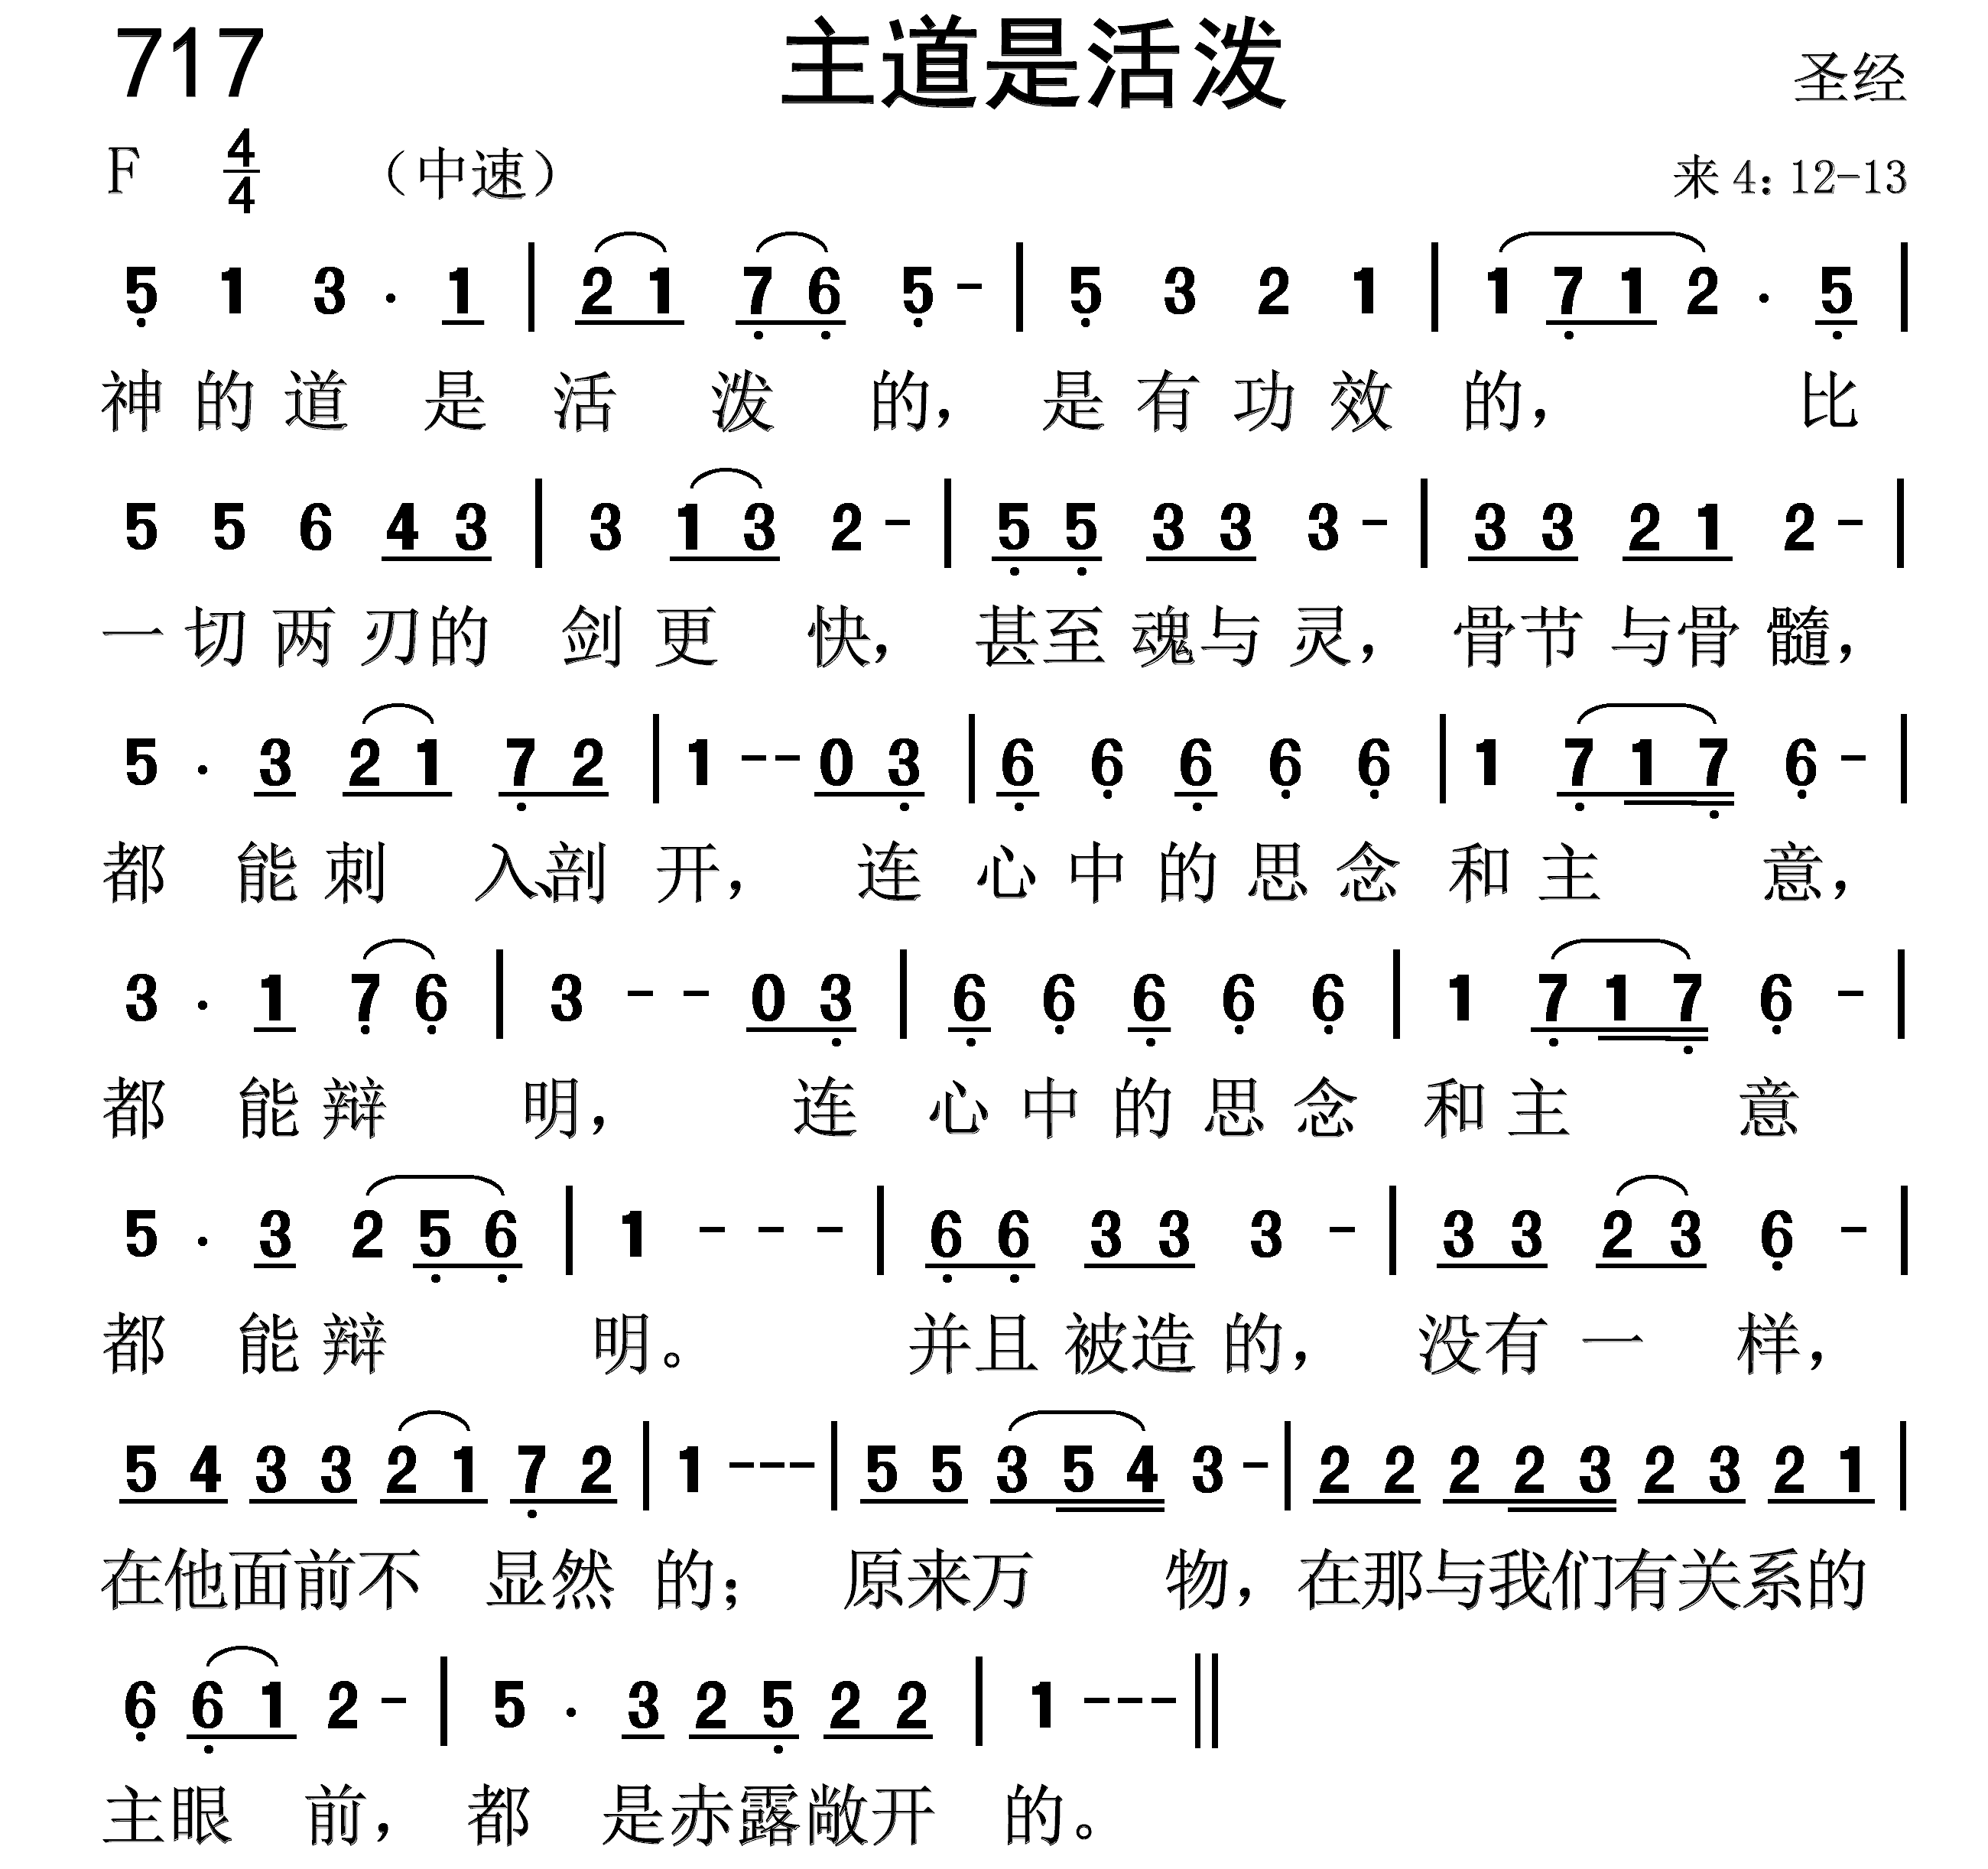 717 主道是活泼 圣经
F 4/4 （中速） 来 4: 12-13
5 1 3 . 1 | 2 1 7 6 5 - | 5 3 2 1 | 1 7 1 2 . 5 |
神的道 是 活 泼 的， 是有功效 的， 比
5 5 6 4 3 | 3 1 3 2 - | 5 5 3 3 3 - | 3 3 2 1 2 - |
一切两刃的 剑更 快， 甚至魂与灵， 骨节与骨髓，
5 . 3 2 1 7 2 | 1 - - 0 3 | 6 6 6 6 6 | 1 7 1 7 6 - |
都 能刺 入、剖 开， 连 心中的思念 和主 意，
3 . 1 7 6 | 3 - - 0 3 | 6 6 6 6 6 | 1 7 1 7 6 - |
都 能辩 明， 连 心中的思念 和主 意
5 . 3 2 5 6 | 1 - - - | 6 6 3 3 3 - | 3 3 2 3 6 - |
都 能辩 明。 并且被造的， 没有一 样，
5 4 3 3 2 1 7 2 | 1 - - - | 5 5 3 5 4 3 - | 2 2 2 2 3 2 3 2 1 |
在他面前不 显然 的； 原来万 物，在那与我们有关系的
6 6 1 2 - | 5 . 3 2 5 2 2 | 1 - - - ||
主眼 前， 都 是赤露敞开 的。